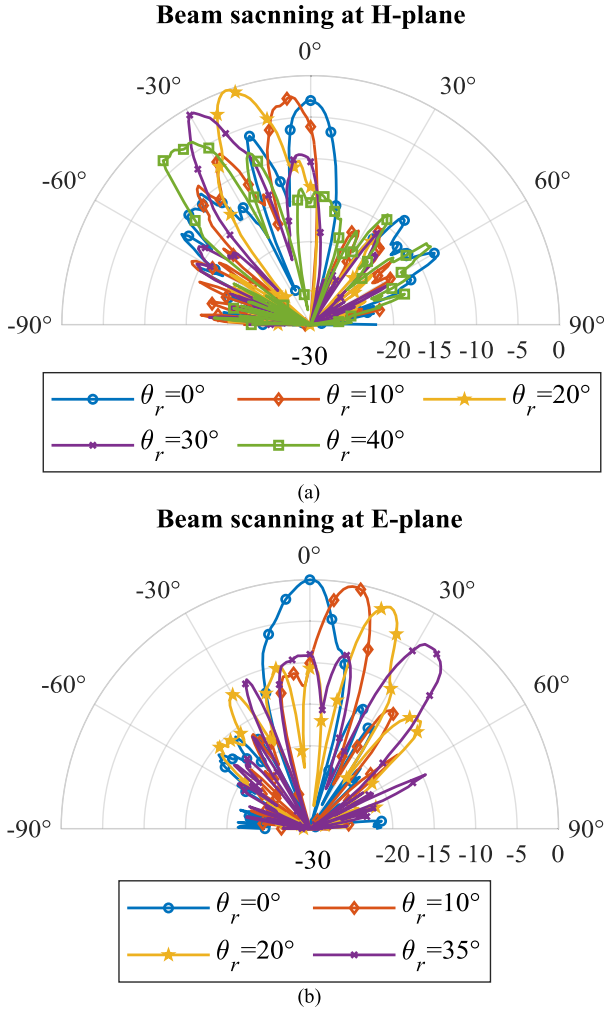 Beam sacnning at H-plane
0°
-30° 30°
-60° 60°
-90° 90°
-30 -20 -15 -10 -5 0
θr=0° θr=10° θr=20°
θr=30° θr=40°
(a)
Beam scanning at E-plane
0°
-30° 30°
-60° 60°
-90° 90°
-30 -20 -15 -10 -5 0
θr=0° θr=10°
θr=20° θr=35°
(b)